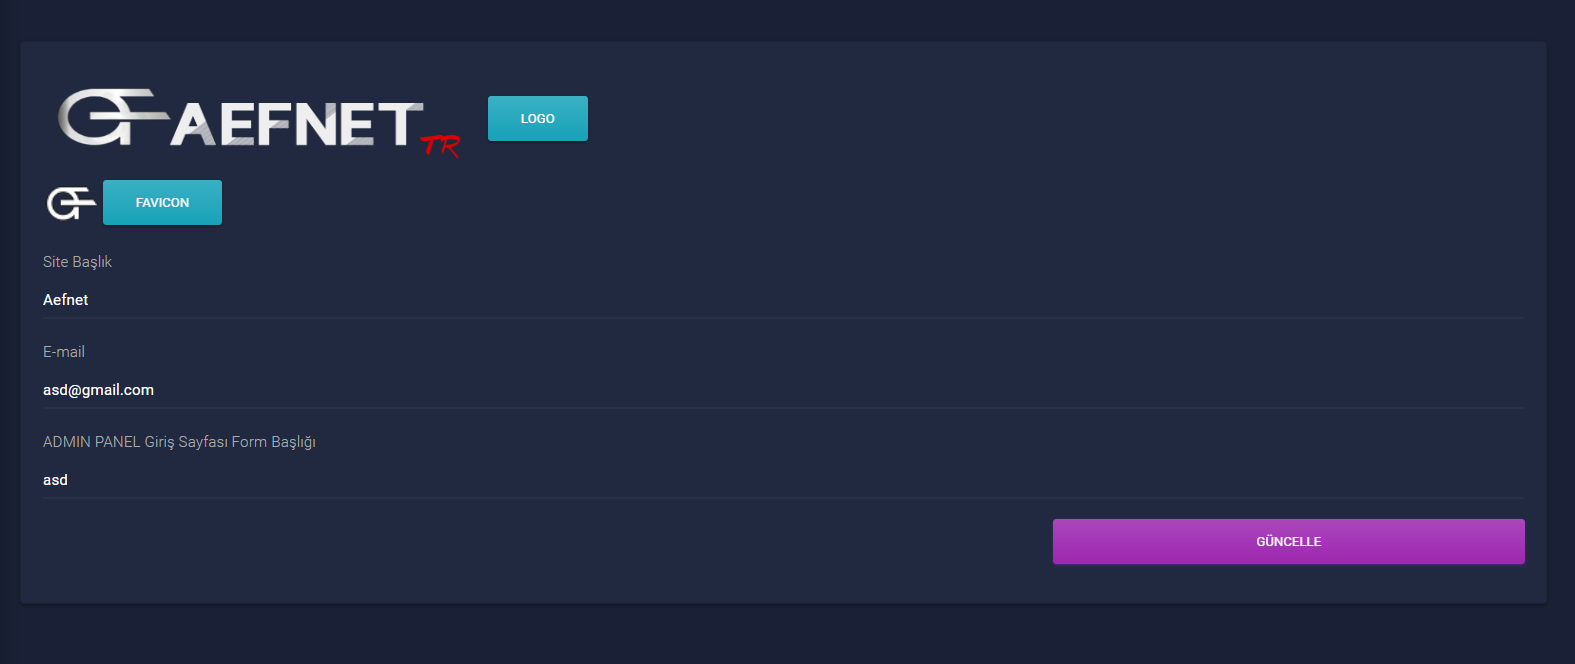 AEFNET TR
LOGO
FAVICON
Site Başlık
Aefnet
E-mail
asd@gmail.com
ADMIN PANEL Giriş Sayfası Form Başlığı
asd
GÜNCELLE